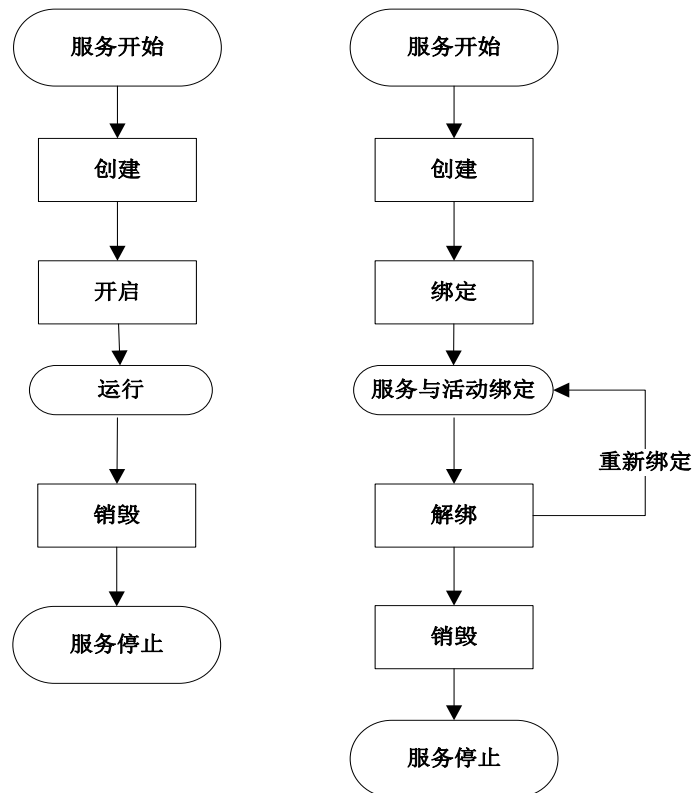 服务开始
创建
开启
运行
销毁
服务停止
服务开始
创建
绑定
服务与活动绑定
重新绑定
解绑
销毁
服务停止